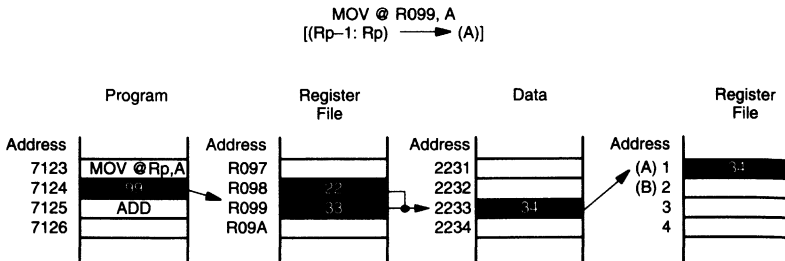 MOV @ R099, A
[(Rp–1: Rp) → (A)]
Program Register File Data Register File
Address Address Address Address
7123 MOV @Rp,A R097 2231 (A) 1 34
7124 99 R098 22 2232 (B) 2
7125 ADD R099 33 2233 34 3
7126 R09A 2234 4